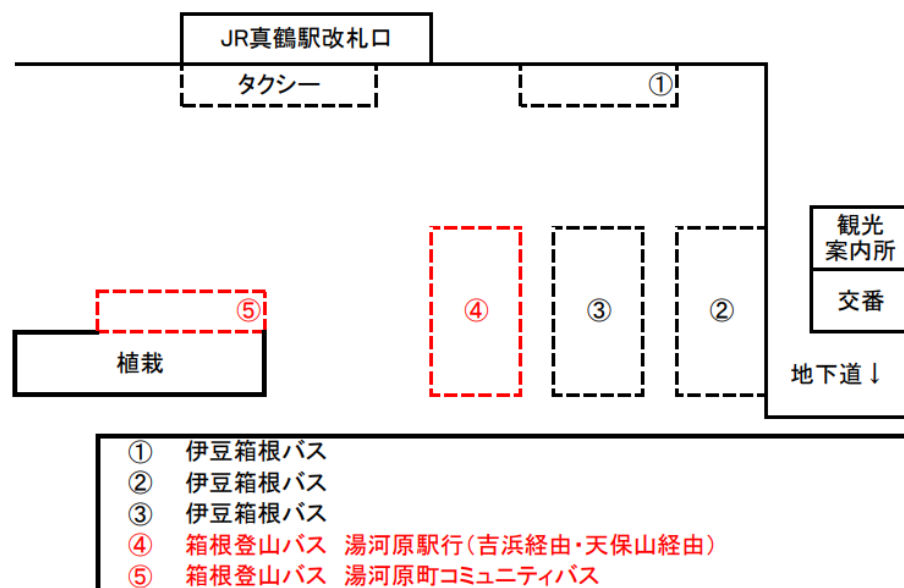 JR真鶴駅改札口
タクシー
①
観光
案内所
⑤
④
③
②
交番
植栽
地下道↓
① 伊豆箱根バス
② 伊豆箱根バス
③ 伊豆箱根バス
④ 箱根登山バス 湯河原駅行(吉浜経由・天保山経由)
⑤ 箱根登山バス 湯河原町コミュニティバス